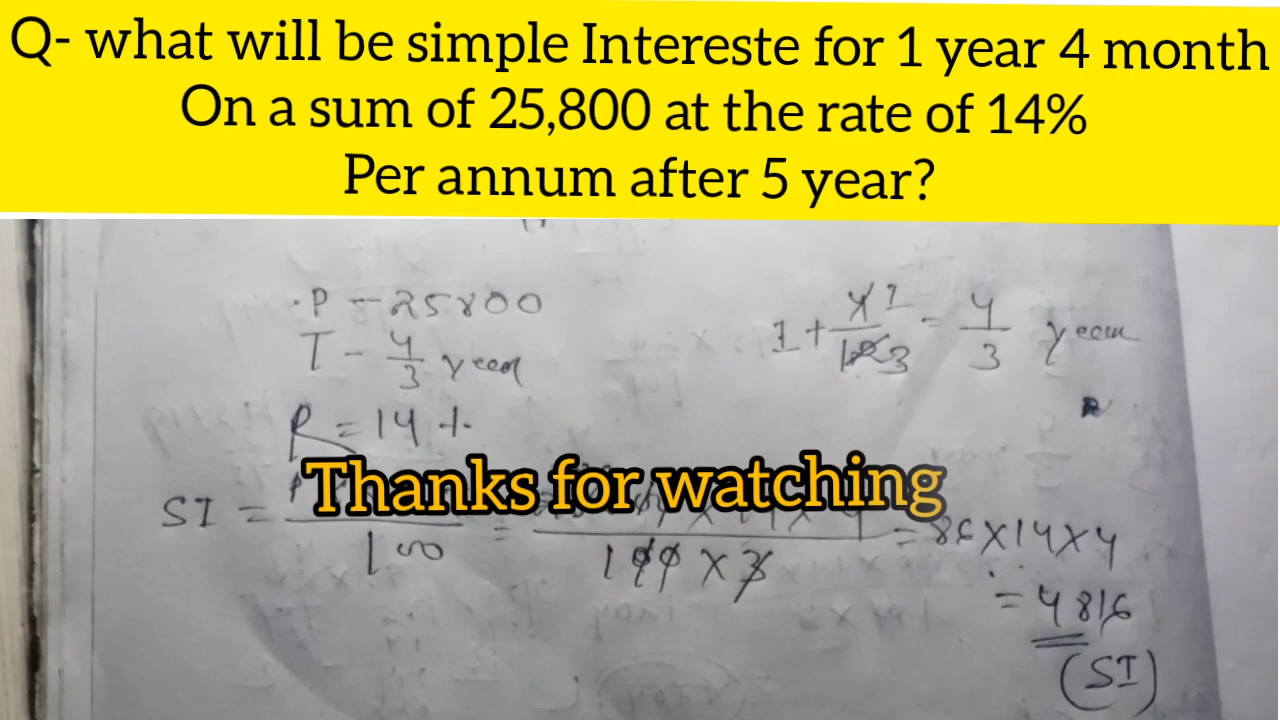 Q- what will be simple Intereste for 1 year 4 month
On a sum of 25,800 at the rate of 14%
Per annum after 5 year?
P - 25800
T - 4/3 year
1 + 4 1/12 3 - 4/3 year
R = 14 %
Thanks for watching
SI = /100 = /100 x 3 = 86 x 14 x 4
= 4816
(SI)